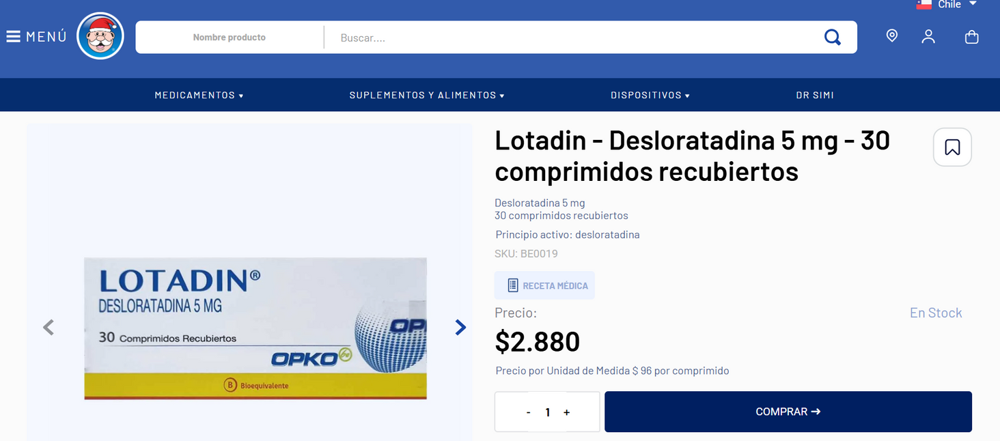 Chile
MENÚ
Nombre producto
Buscar....
MEDICAMENTOS
SUPLEMENTOS Y ALIMENTOS
DISPOSITIVOS
DR SIMI
LOTADIN®
DESLORATADINA 5 MG
30 Comprimidos Recubiertos
OPKO
OP
B Bioequivalente
Lotadin - Desloratadina 5 mg - 30
comprimidos recubiertos
Desloratadina 5 mg
30 comprimidos recubiertos
Principio activo: desloratadina
SKU: BE0019
RECETA MÉDICA
Precio:
En Stock
$2.880
Precio por Unidad de Medida $ 96 por comprimido
- 1 +
COMPRAR →